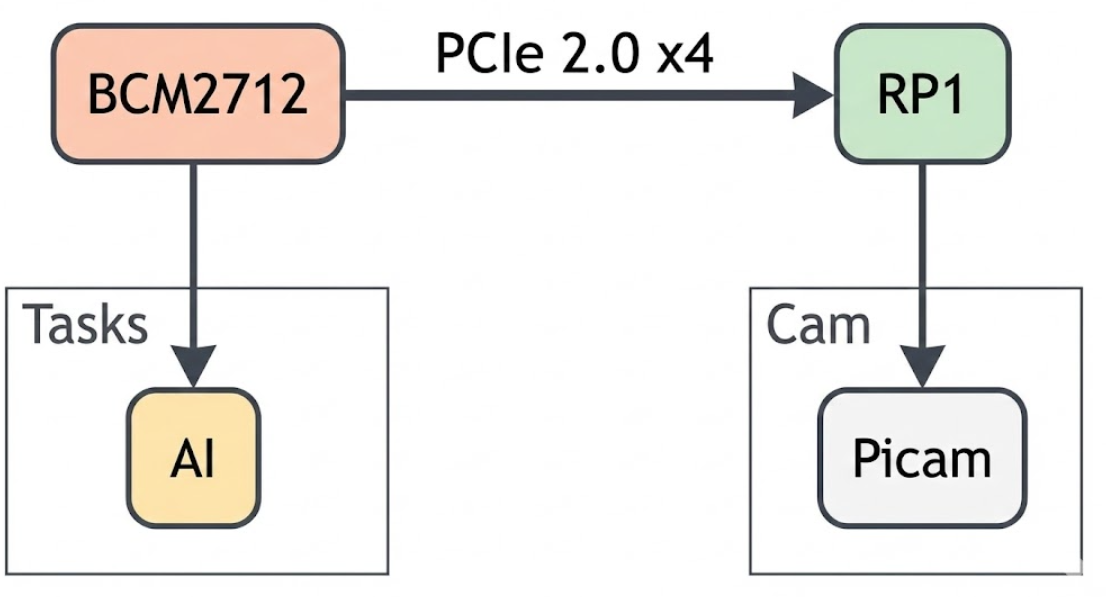 BCM2712
PCIe 2.0 x4
RP1
Tasks
Cam
AI
Picam